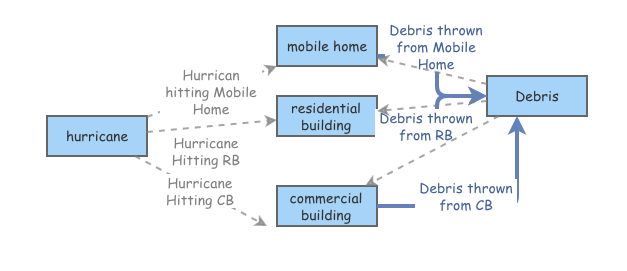 mobile home
Debris thrown
from Mobile
Home
Hurrican
hitting Mobile
Home
Debris
residential
building
Debris thrown
from RB
hurricane
Hurricane
Hitting RB
Hurricane
Hitting CB
commercial
building
Debris thrown
from CB